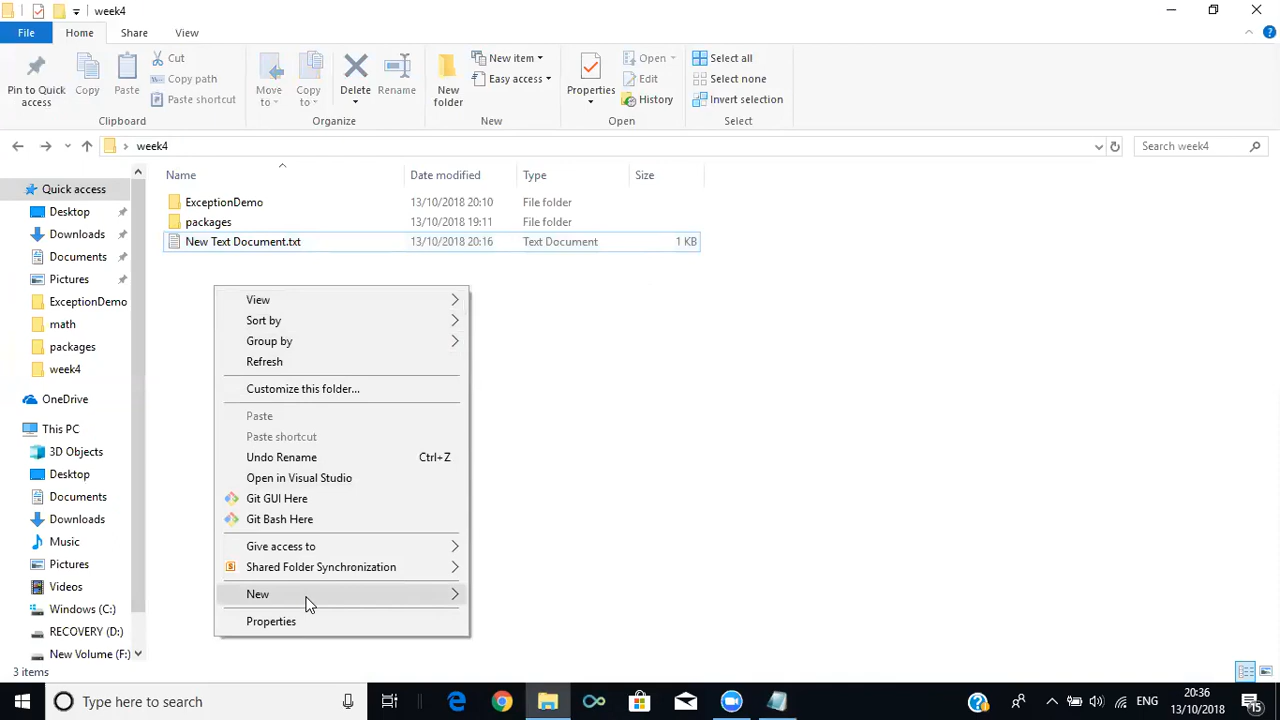 week4
File
Home
Share
View
Pin to Quick access
Copy
Paste
Cut
Copy path
Paste shortcut
Clipboard
Move to
Copy to
Delete
Rename
Organize
New folder
New item
Easy access
New
Properties
Open
Edit
History
Open
Select all
Select none
Invert selection
Select
week4
Search week4
Name
Date modified
Type
Size
ExceptionDemo 13/10/2018 20:10 File folder
packages 13/10/2018 19:11 File folder
New Text Document.txt 13/10/2018 20:16 Text Document 1 KB
Quick access
Desktop
Downloads
Documents
Pictures
ExceptionDemo
math
packages
week4
OneDrive
This PC
3D Objects
Desktop
Documents
Downloads
Music
Pictures
Videos
Windows (C:)
RECOVERY (D:)
New Volume (F:)
View
Sort by
Group by
Refresh
Customize this folder...
Paste
Paste shortcut
Undo Rename Ctrl+Z
Open in Visual Studio
Git GUI Here
Git Bash Here
Give access to
Shared Folder Synchronization
New
Properties
3 items
Type here to search
ENG
20:36
13/10/2018
15